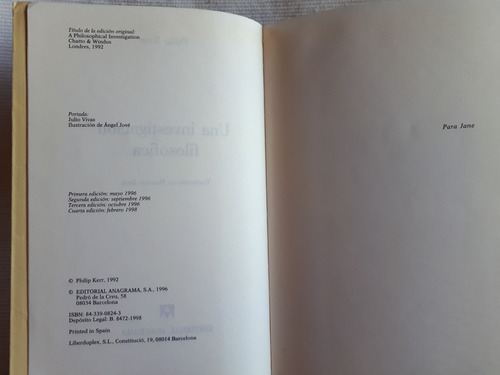 Título de la edición original:
A Philosophical Investigation
Chatto & Windus
Londres, 1992
Portada:
Julio Vivas
Ilustración de Ángel Jové
Primera edición: mayo 1996
Segunda edición: septiembre 1996
Tercera edición: octubre 1996
Cuarta edición: febrero 1998
© Philip Kerr, 1992
© EDITORIAL ANAGRAMA, S.A., 1996
Pedró de la Creu, 58
08034 Barcelona
ISBN: 84-339-0824-3
Depósito Legal: B. 8472-1998
Printed in Spain
Liberduplex, S.L., Constitució, 19, 08014 Barcelona
Para Jane